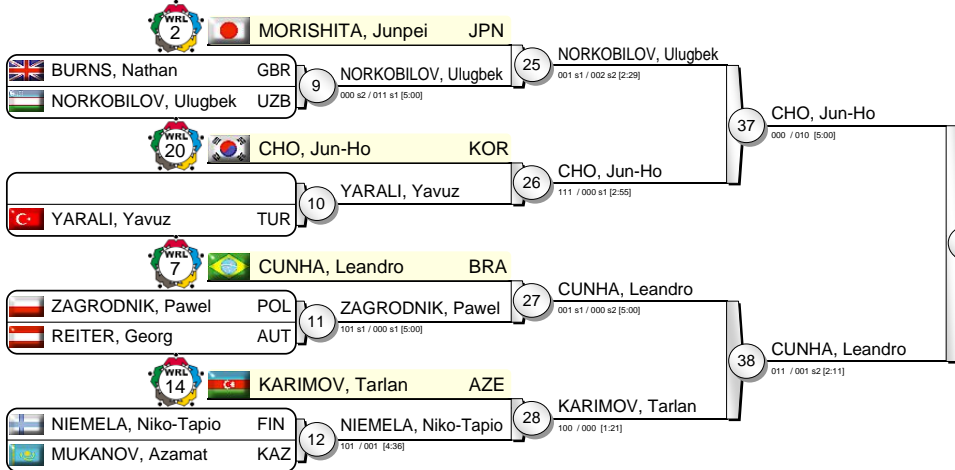 WRL
2
MORISHITA, Junpei JPN
BURNS, Nathan GBR
NORKOBILOV, Ulugbek UZB
9
NORKOBILOV, Ulugbek
000 s2 / 011 s1 [5:00]
25
NORKOBILOV, Ulugbek
001 s1 / 002 s2 [2:29]
WRL
20
CHO, Jun-Ho KOR
YARALI, Yavuz TUR
10
YARALI, Yavuz
26
CHO, Jun-Ho
111 / 000 s1 [2:55]
37
CHO, Jun-Ho
000 / 010 [5:00]
WRL
7
CUNHA, Leandro BRA
ZAGRODNIK, Pawel POL
REITER, Georg AUT
11
ZAGRODNIK, Pawel
101 s1 / 000 s1 [5:00]
27
CUNHA, Leandro
001 s1 / 000 s2 [5:00]
WRL
14
KARIMOV, Tarlan AZE
NIEMELA, Niko-Tapio FIN
MUKANOV, Azamat KAZ
12
NIEMELA, Niko-Tapio
101 / 001 [4:36]
28
KARIMOV, Tarlan
100 / 000 [1:21]
38
CUNHA, Leandro
011 / 001 s2 [2:11]